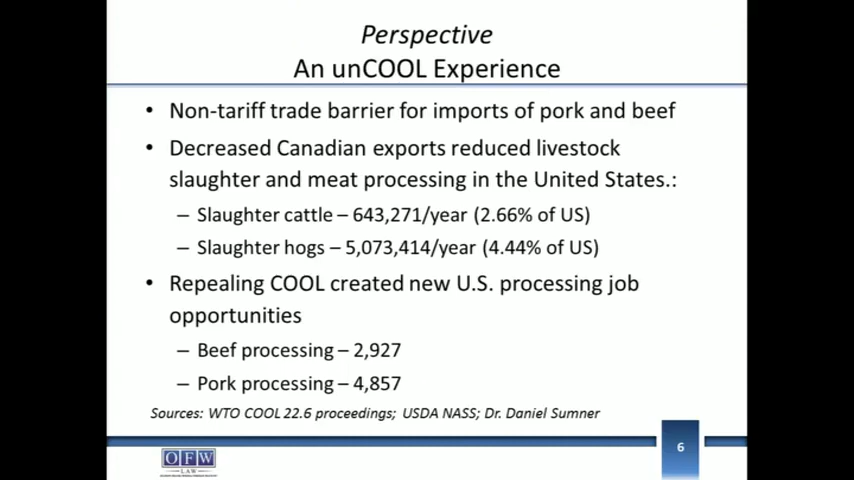 Perspective
An unCOOL Experience
• Non-tariff trade barrier for imports of pork and beef
• Decreased Canadian exports reduced livestock
slaughter and meat processing in the United States.:
– Slaughter cattle – 643,271/year (2.66% of US)
– Slaughter hogs – 5,073,414/year (4.44% of US)
• Repealing COOL created new U.S. processing job
opportunities
– Beef processing – 2,927
– Pork processing – 4,857
Sources: WTO COOL 22.6 proceedings; USDA NASS; Dr. Daniel Sumner
6
OFW
LAW